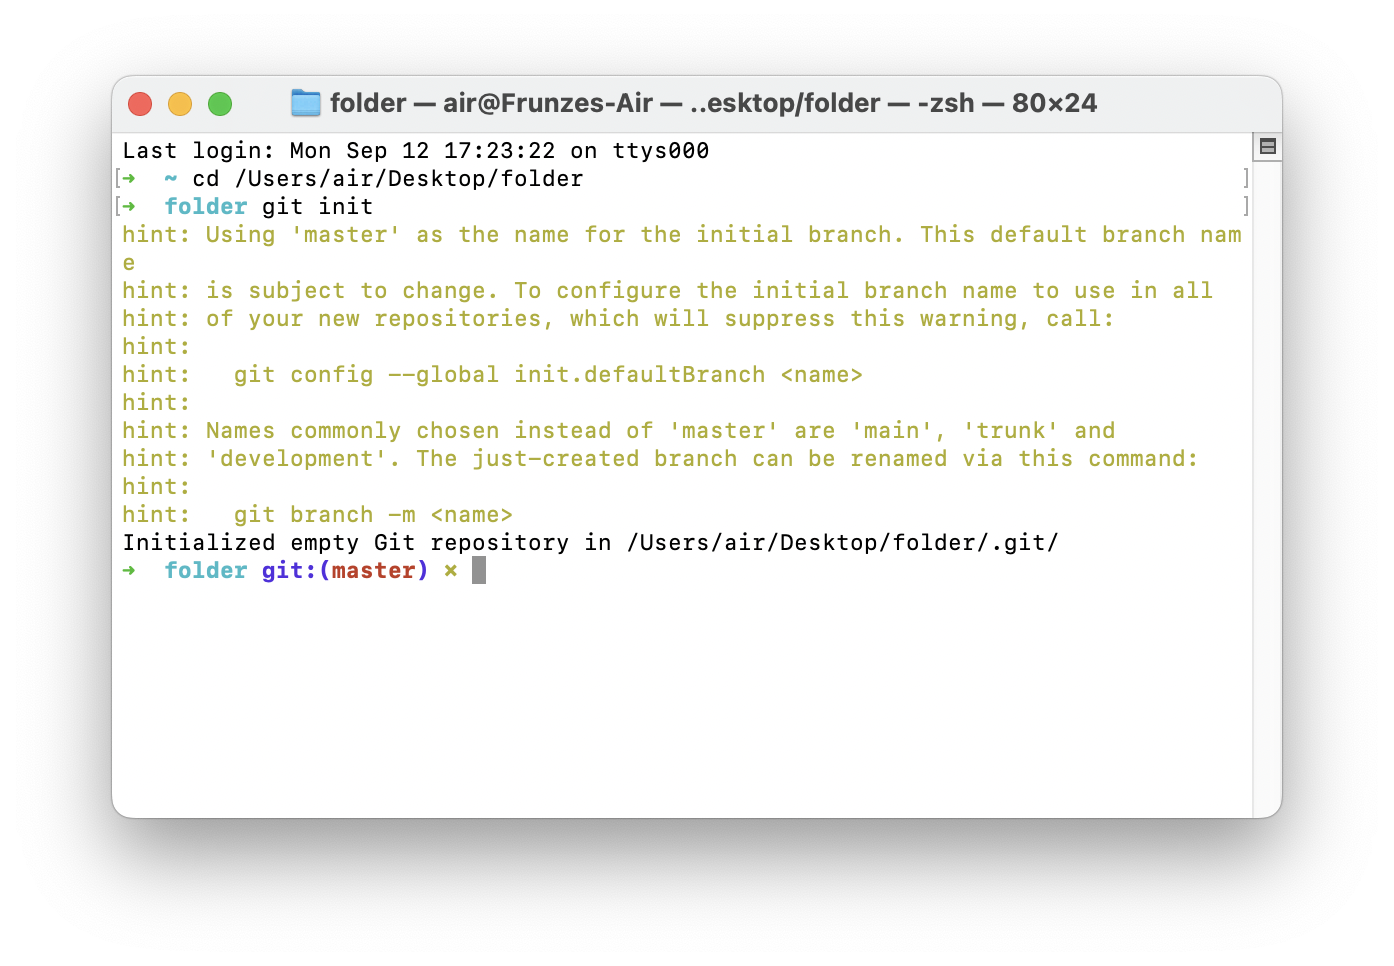 folder — air@Frunzes-Air — ..esktop/folder — -zsh — 80×24
Last login: Mon Sep 12 17:23:22 on ttys000
[➜  ~ cd /Users/air/Desktop/folder ]
[➜  folder git init ]
hint: Using 'master' as the name for the initial branch. This default branch nam
e
hint: is subject to change. To configure the initial branch name to use in all
hint: of your new repositories, which will suppress this warning, call:
hint:
hint:   git config --global init.defaultBranch <name>
hint:
hint: Names commonly chosen instead of 'master' are 'main', 'trunk' and
hint: 'development'. The just-created branch can be renamed via this command:
hint:
hint:   git branch -m <name>
Initialized empty Git repository in /Users/air/Desktop/folder/.git/
➜  folder git:(master) ×